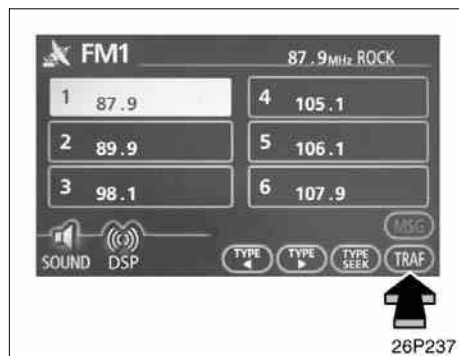 FM1 87.9MHz ROCK
1 87.9
4 105.1
2 89.9
5 106.1
3 98.1
6 107.9
MSG
SOUND DSP TYPE TYPE TYPE SEEK TRAF
26P237